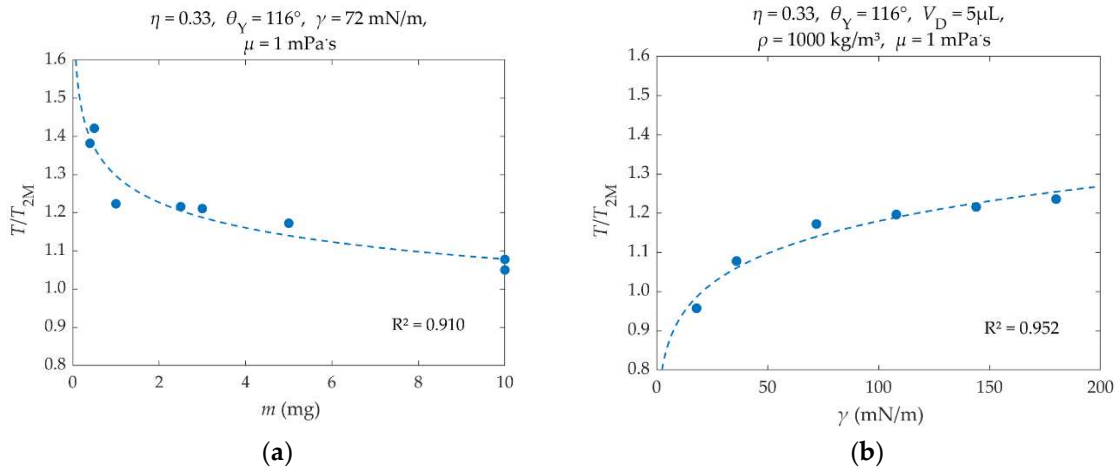 η = 0.33, θY = 116°, γ = 72 mN/m,
μ = 1 mPa·s
1.6
1.5
1.4
1.3
1.2
1.1
1.0
0.9
0.8
T/T2M
R² = 0.910
0 2 4 6 8 10
m (mg)
(a)
η = 0.33, θY = 116°, VD = 5μL,
ρ = 1000 kg/m³, μ = 1 mPa·s
1.6
1.5
1.4
1.3
1.2
1.1
1.0
0.9
0.8
T/T2M
R² = 0.952
0 50 100 150 200
γ (mN/m)
(b)